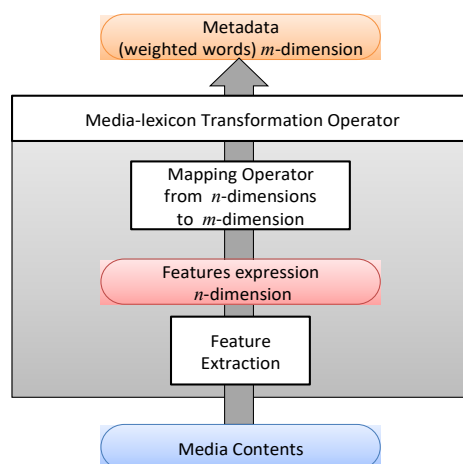 Metadata
(weighted words) m-dimension
Media-lexicon Transformation Operator
Mapping Operator
from n-dimensions
to m-dimension
Features expression
n-dimension
Feature
Extraction
Media Contents